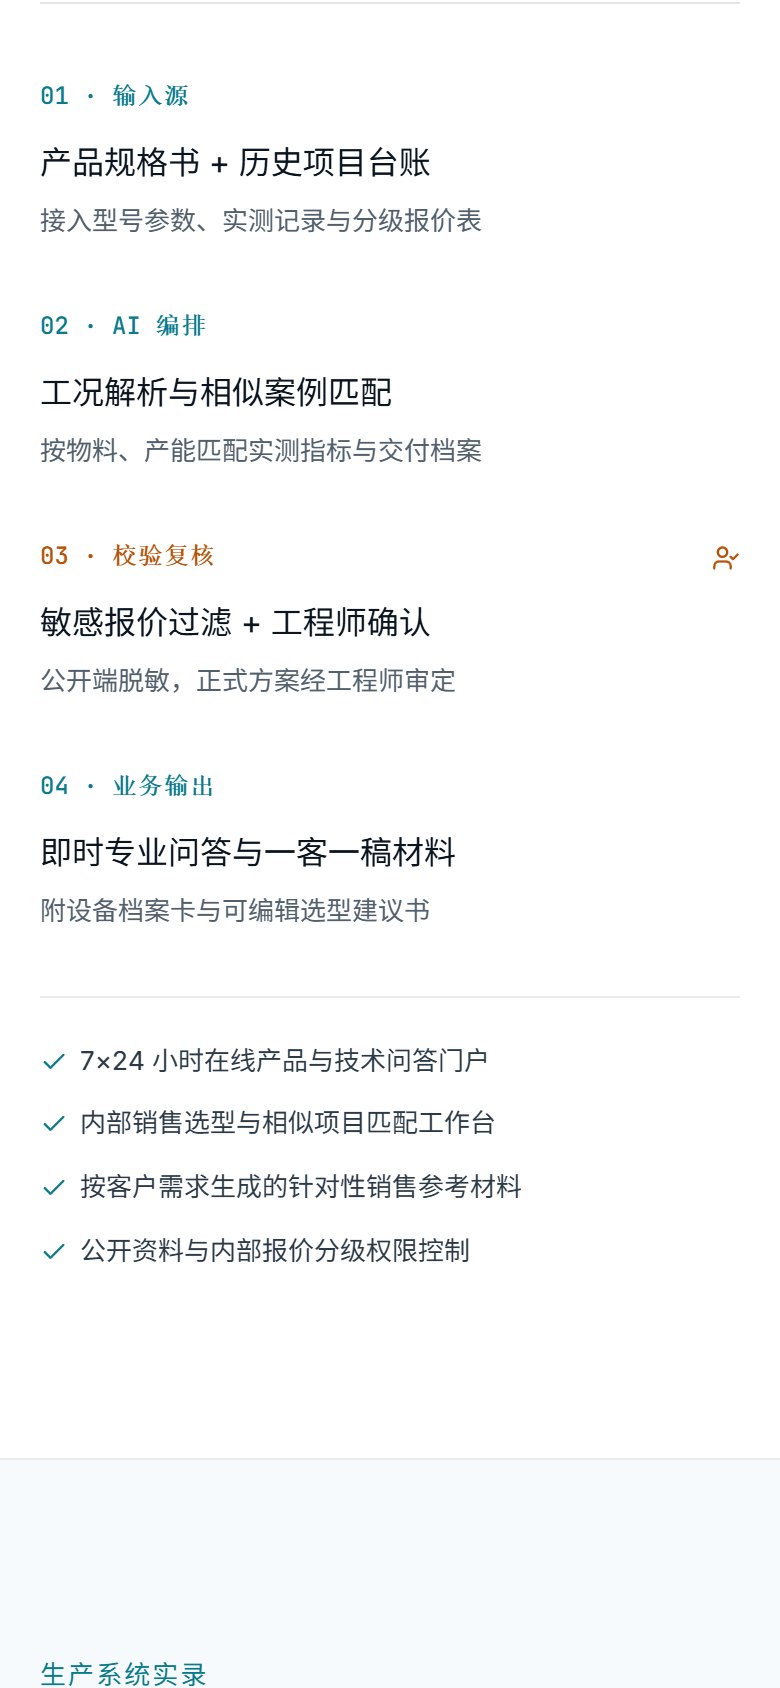 01 · 输入源
产品规格书 + 历史项目台账
接入型号参数、实测记录与分级报价表
02 · AI 编排
工况解析与相似案例匹配
按物料、产能匹配实测指标与交付档案
03 · 校验复核
敏感报价过滤 + 工程师确认
公开端脱敏，正式方案经工程师审定
04 · 业务输出
即时专业问答与一客一稿材料
附设备档案卡与可编辑选型建议书
7×24 小时在线产品与技术问答门户
内部销售选型与相似项目匹配工作台
按客户需求生成的针对性销售参考材料
公开资料与内部报价分级权限控制
生产系统实录